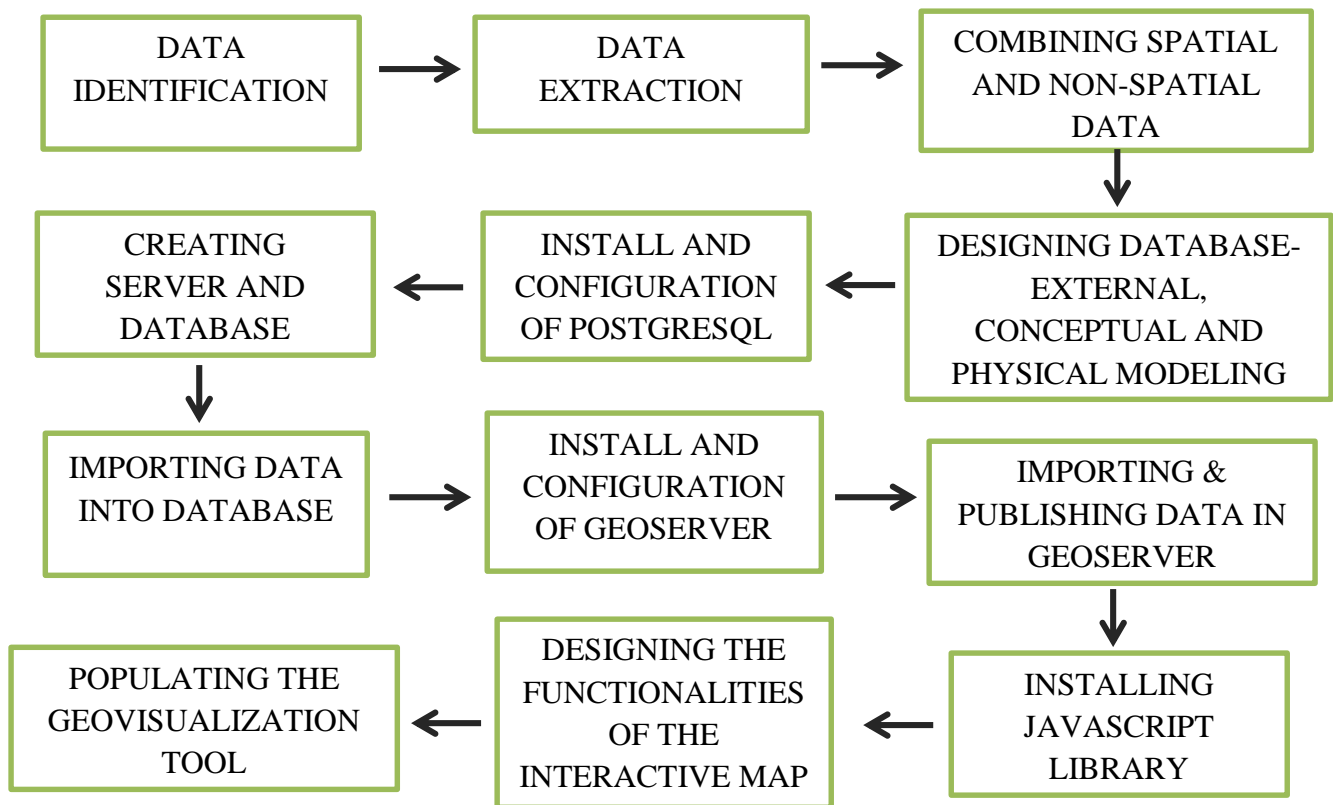 DATA
IDENTIFICATION
DATA
EXTRACTION
COMBINING SPATIAL
AND NON-SPATIAL
DATA
DESIGNING DATABASE-
EXTERNAL,
CONCEPTUAL AND
PHYSICAL MODELING
INSTALL AND
CONFIGURATION
OF POSTGRESQL
CREATING
SERVER AND
DATABASE
IMPORTING DATA
INTO DATABASE
INSTALL AND
CONFIGURATION
OF GEOSERVER
IMPORTING &
PUBLISHING DATA IN
GEOSERVER
INSTALLING
JAVASCRIPT
LIBRARY
DESIGNING THE
FUNCTIONALITIES
OF THE
INTERACTIVE MAP
POPULATING THE
GEOVISUALIZATION
TOOL